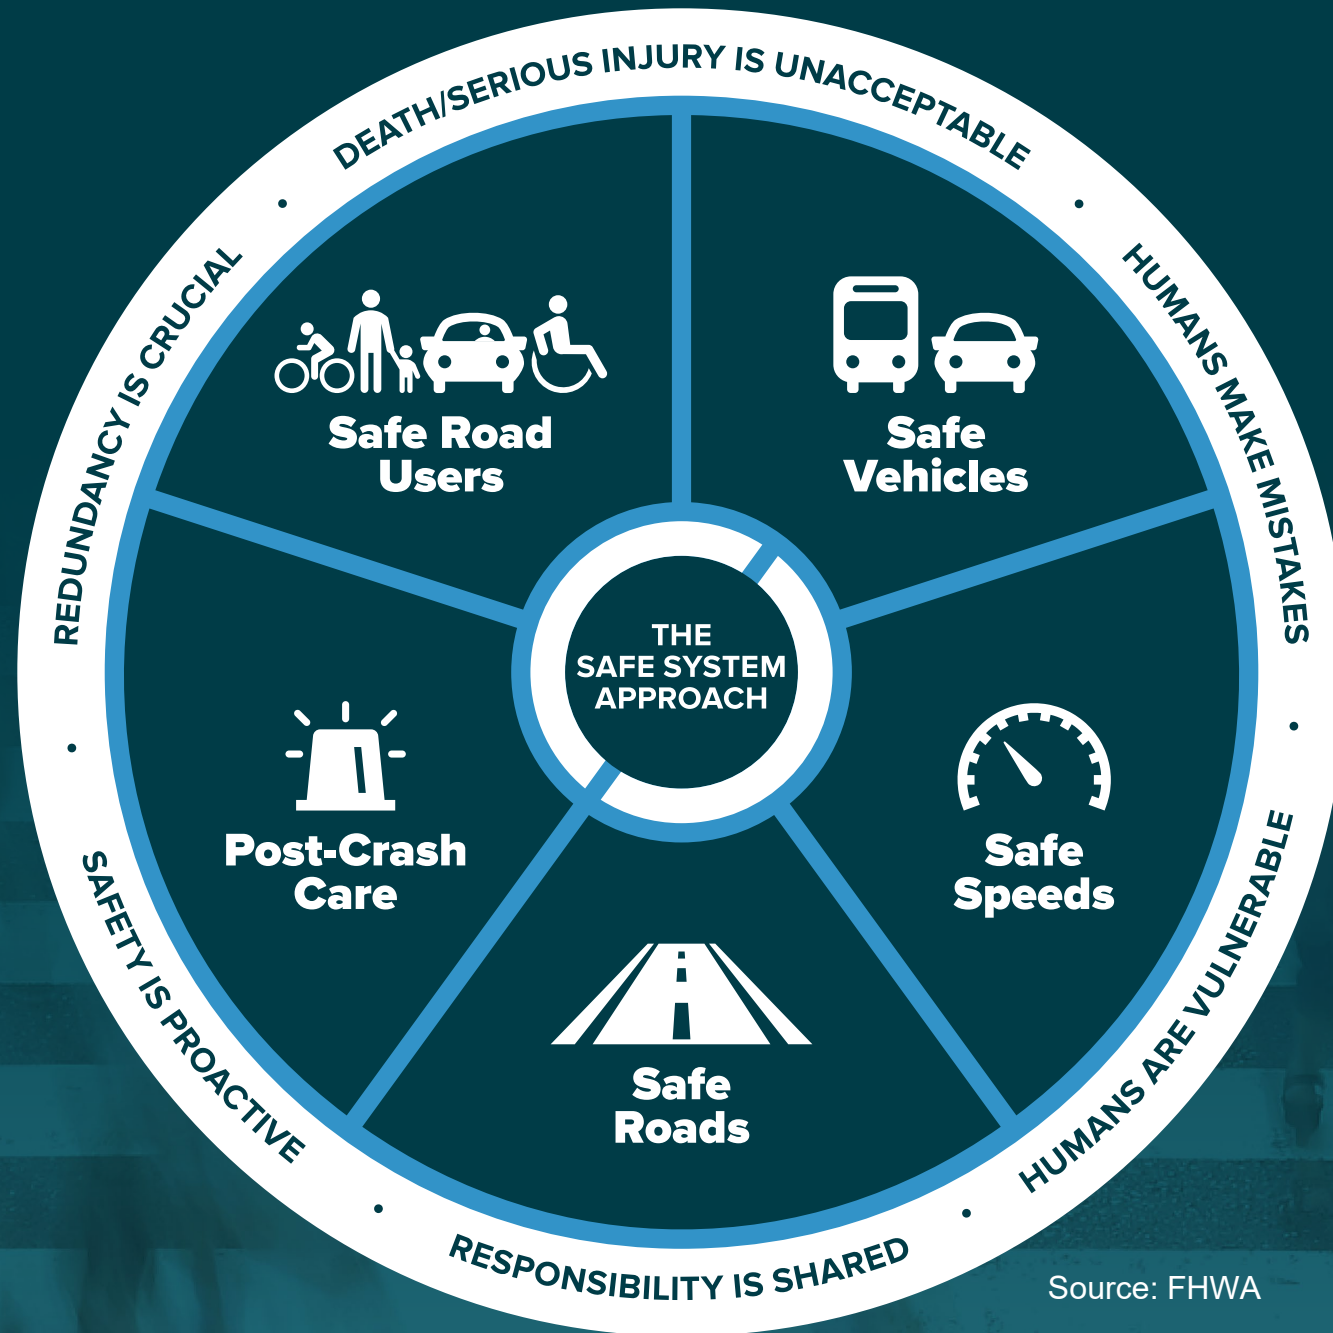 DEATH/SERIOUS INJURY IS UNACCEPTABLE
HUMANS MAKE MISTAKES
HUMANS ARE VULNERABLE
RESPONSIBILITY IS SHARED
SAFETY IS PROACTIVE
REDUNDANCY IS CRUCIAL
Safe Road
Users
Safe
Vehicles
THE
SAFE SYSTEM
APPROACH
Post-Crash
Care
Safe
Speeds
Safe
Roads
Source: FHWA